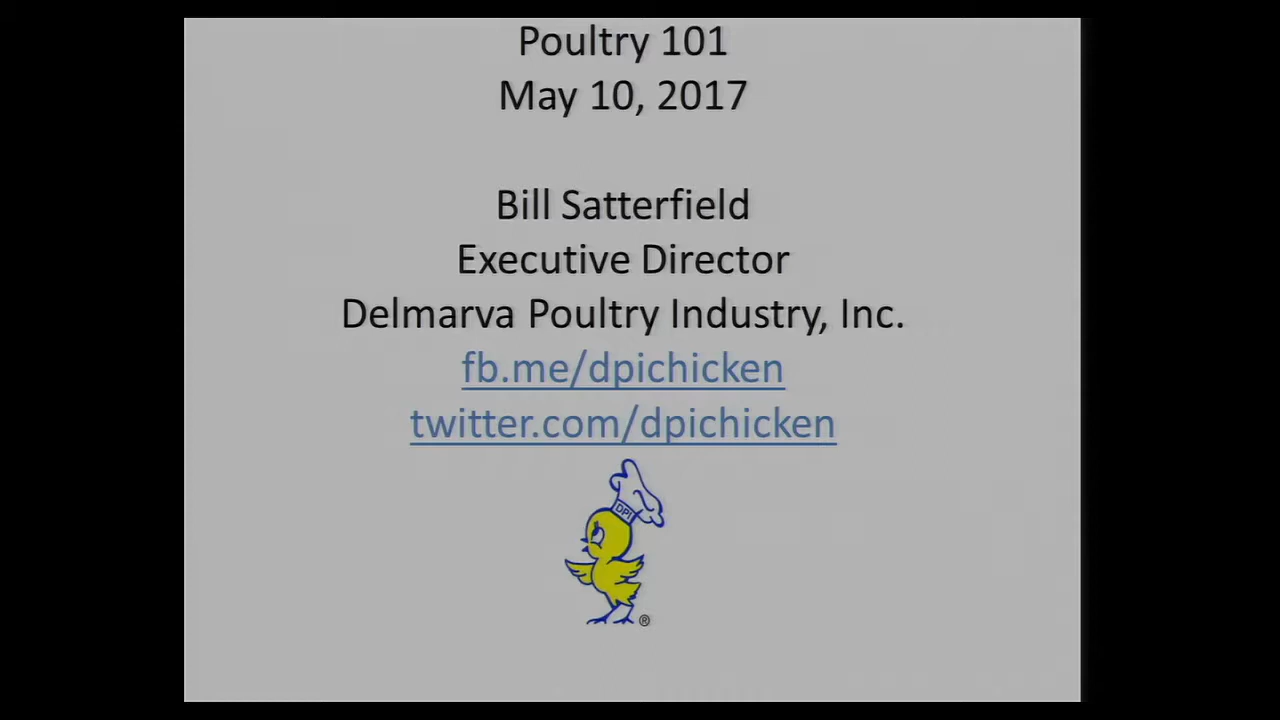 Poultry 101
May 10, 2017
Bill Satterfield
Executive Director
Delmarva Poultry Industry, Inc.
fb.me/dpichicken
twitter.com/dpichicken
DPI
®